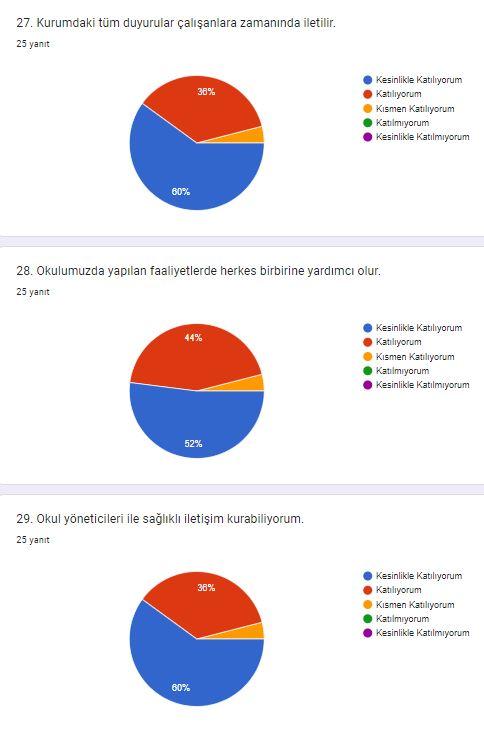 27. Kurumdaki tüm duyurular çalışanlara zamanında iletilir.
25 yanıt
Kesinlikle Katılıyorum
Katılıyorum
Kısmen Katılıyorum
Katılmıyorum
Kesinlikle Katılmıyorum
36%
60%
28. Okulumuzda yapılan faaliyetlerde herkes birbirine yardımcı olur.
25 yanıt
Kesinlikle Katılıyorum
Katılıyorum
Kısmen Katılıyorum
Katılmıyorum
Kesinlikle Katılmıyorum
44%
52%
29. Okul yöneticileri ile sağlıklı iletişim kurabiliyorum.
25 yanıt
Kesinlikle Katılıyorum
Katılıyorum
Kısmen Katılıyorum
Katılmıyorum
Kesinlikle Katılmıyorum
36%
60%